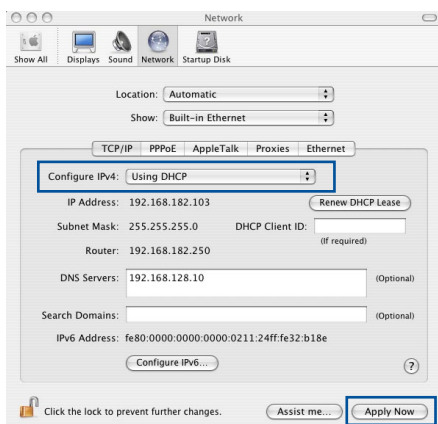 Network
Show All Displays Sound Network Startup Disk
Location: Automatic
Show: Built-in Ethernet
TCP/IP PPPoE AppleTalk Proxies Ethernet
Configure IPv4: Using DHCP
IP Address: 192.168.182.103 Renew DHCP Lease
Subnet Mask: 255.255.255.0 DHCP Client ID:
(If required)
Router: 192.168.182.250
DNS Servers: 192.168.128.10 (Optional)
Search Domains: (Optional)
IPv6 Address: fe80:0000:0000:0000:0211:24ff:fe32:b18e
Configure IPv6... ?
Click the lock to prevent further changes. Assist me... Apply Now